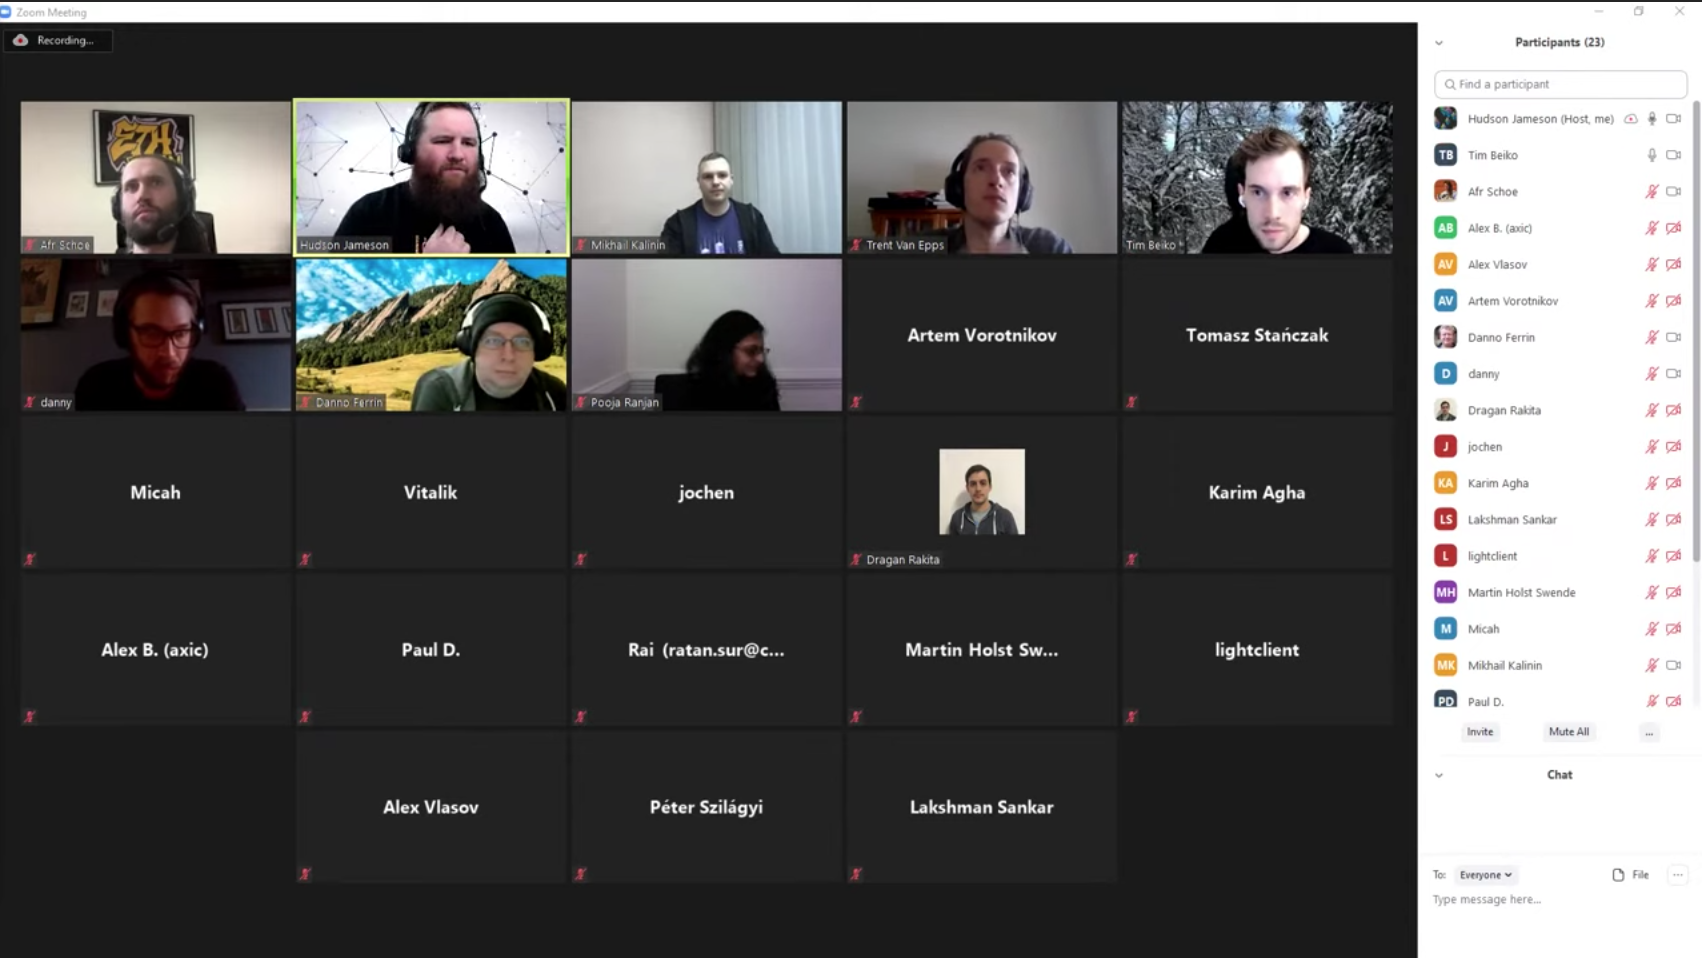 Zoom Meeting
Recording...
ETH
Afr Schoe
Hudson Jameson
Mikhail Kalinin
Trent Van Epps
Tim Beiko
danny
Danno Ferrin
Pooja Ranjan
Artem Vorotnikov
Tomasz Stańczak
Micah
Vitalik
jochen
Dragan Rakita
Karim Agha
Alex B. (axic)
Paul D.
Rai (ratan.sur@c...
Martin Holst Sw...
lightclient
Alex Vlasov
Péter Szilágyi
Lakshman Sankar
Participants (23)
Find a participant
Hudson Jameson (Host, me)
TB Tim Beiko
Afr Schoe
AB Alex B. (axic)
AV Alex Vlasov
AV Artem Vorotnikov
Danno Ferrin
D danny
Dragan Rakita
J jochen
KA Karim Agha
LS Lakshman Sankar
L lightclient
MH Martin Holst Swende
M Micah
MK Mikhail Kalinin
PD Paul D.
Invite Mute All ...
Chat
To: Everyone File ...
Type message here...